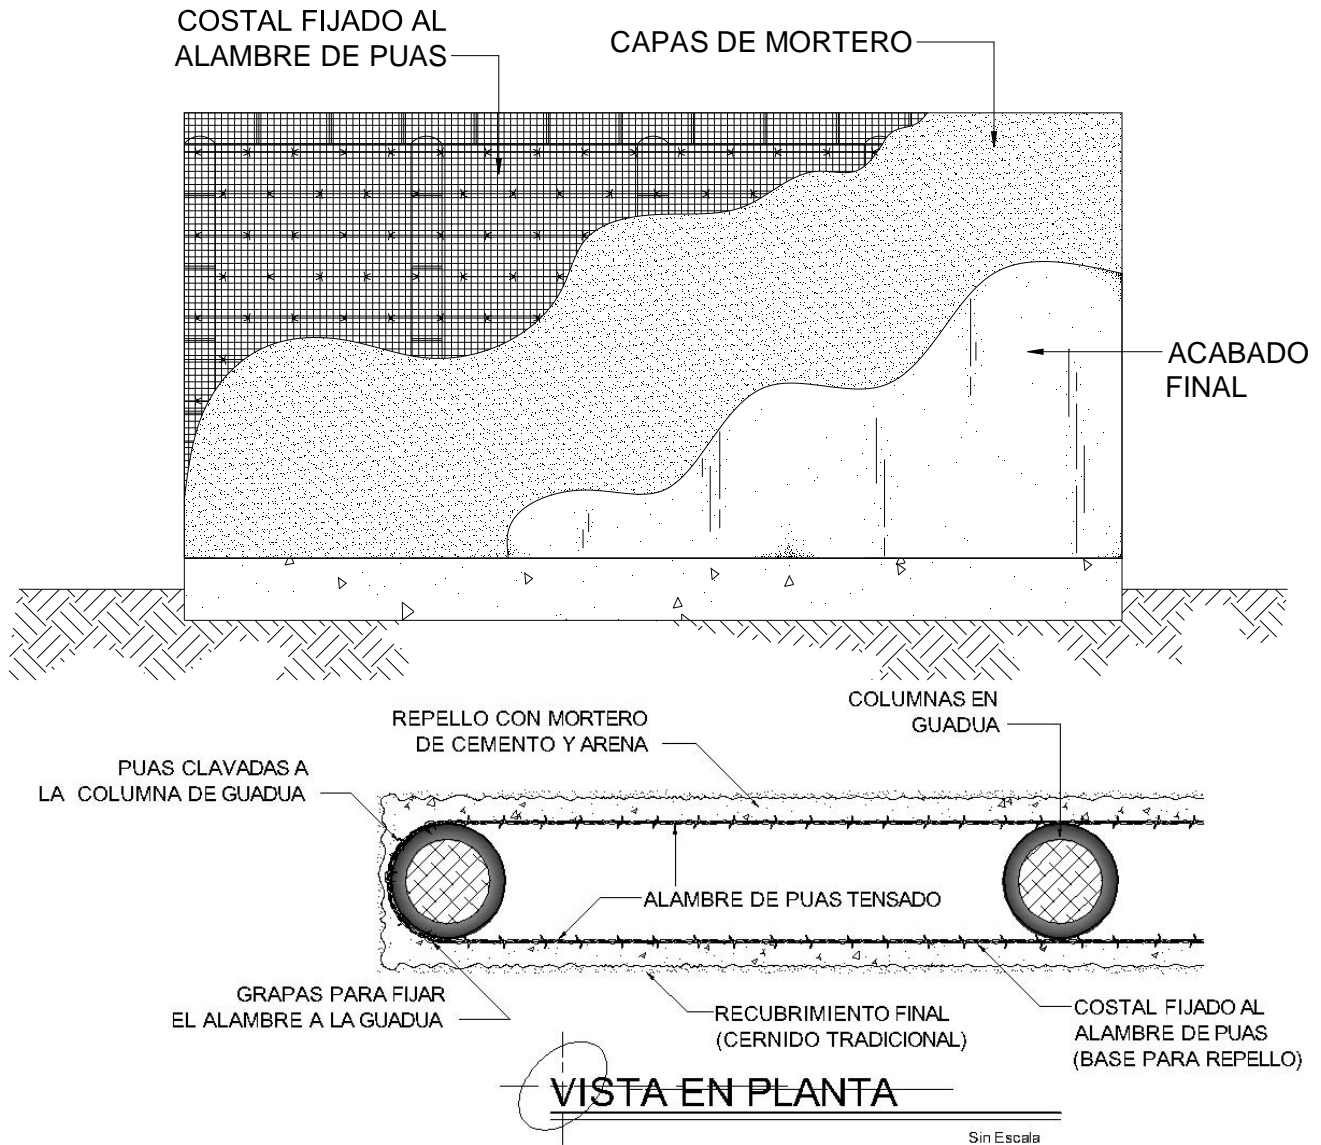 COSTAL FIJADO AL
ALAMBRE DE PUAS
CAPAS DE MORTERO
ACABADO
FINAL
COLUMNAS EN
GUADUA
REPELLO CON MORTERO
DE CEMENTO Y ARENA
PUAS CLAVADAS A
LA COLUMNA DE GUADUA
ALAMBRE DE PUAS TENSADO
GRAPAS PARA FIJAR
EL ALAMBRE A LA GUADUA
RECUBRIMIENTO FINAL
(CERNIDO TRADICIONAL)
COSTAL FIJADO AL
ALAMBRE DE PUAS
(BASE PARA REPELLO)
VISTA EN PLANTA
Sin Escala